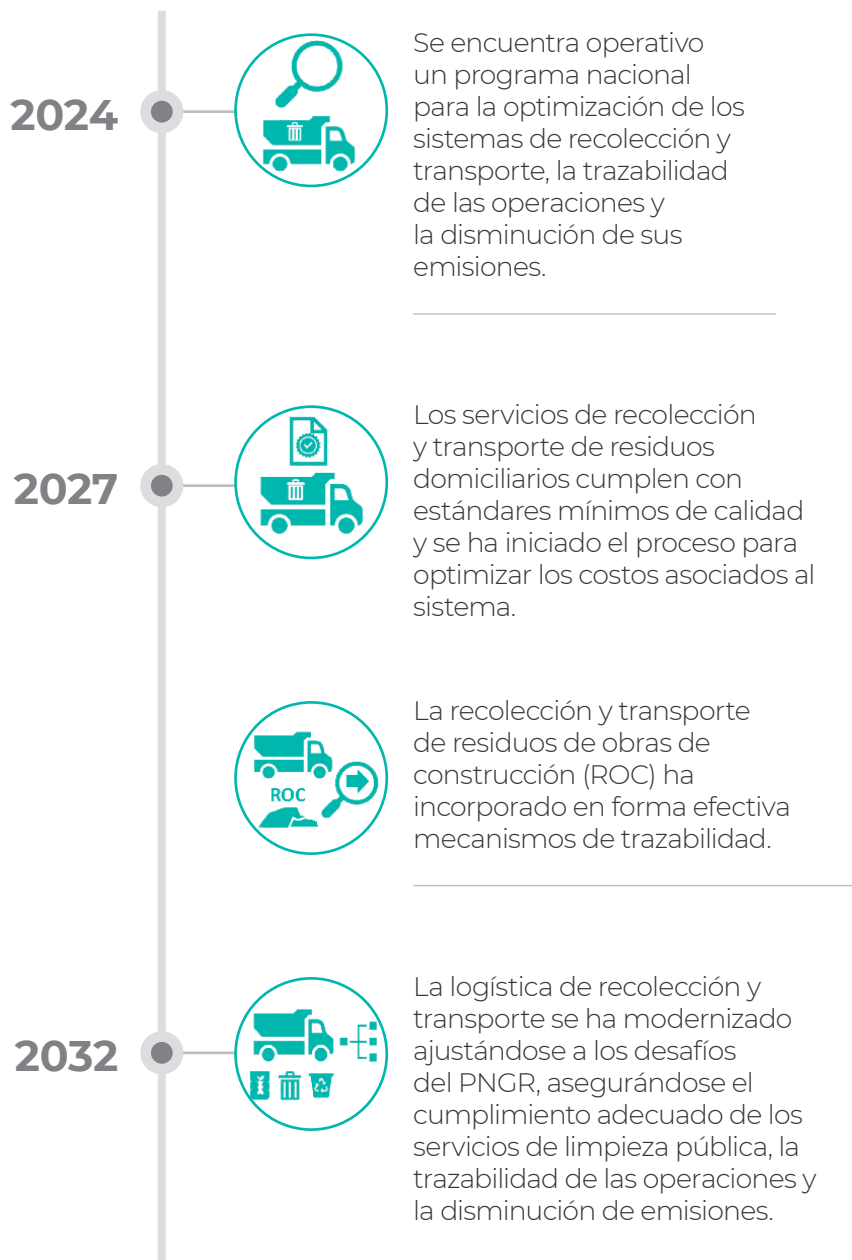 2024
Se encuentra operativo
un programa nacional
para la optimización de los
sistemas de recolección y
transporte, la trazabilidad
de las operaciones y
la disminución de sus
emisiones.
2027
Los servicios de recolección
y transporte de residuos
domiciliarios cumplen con
estándares mínimos de calidad
y se ha iniciado el proceso para
optimizar los costos asociados al
sistema.
ROC
La recolección y transporte
de residuos de obras de
construcción (ROC) ha
incorporado en forma efectiva
mecanismos de trazabilidad.
2032
La logística de recolección y
transporte se ha modernizado
ajustándose a los desafíos
del PNGR, asegurándose el
cumplimiento adecuado de los
servicios de limpieza pública, la
trazabilidad de las operaciones y
la disminución de emisiones.